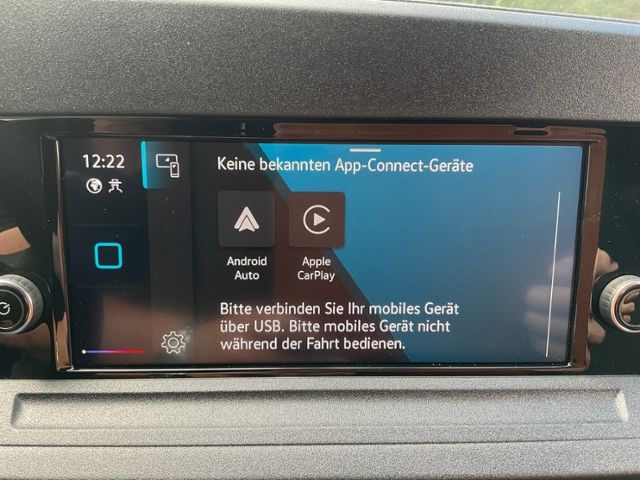 12:22
Keine bekannten App-Connect-Geräte
Android
Auto
Apple
CarPlay
Bitte verbinden Sie Ihr mobiles Gerät
über USB. Bitte mobiles Gerät nicht
während der Fahrt bedienen.